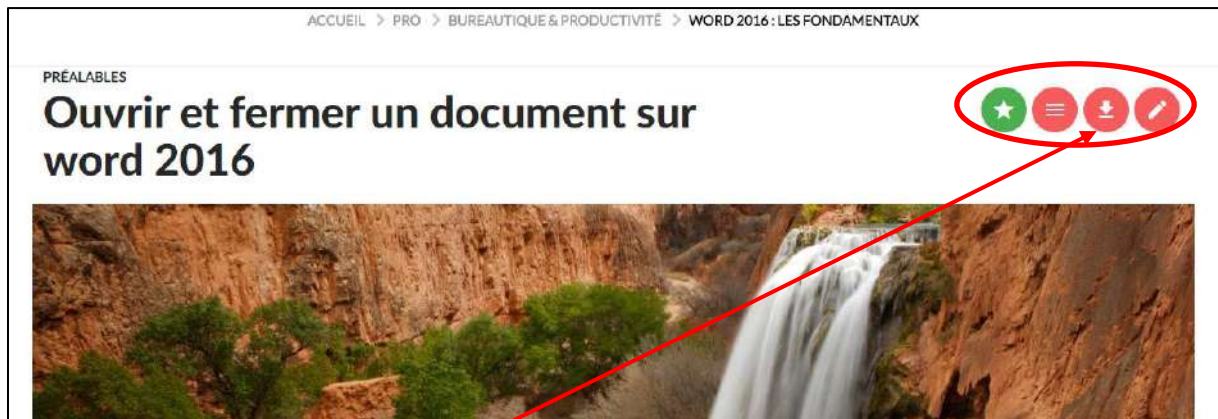 ACCUEIL > PRO > BUREAUTIQUE & PRODUCTIVITÉ > WORD 2016 : LES FONDAMENTAUX
PRÉALABLES
Ouvrir et fermer un document sur
word 2016